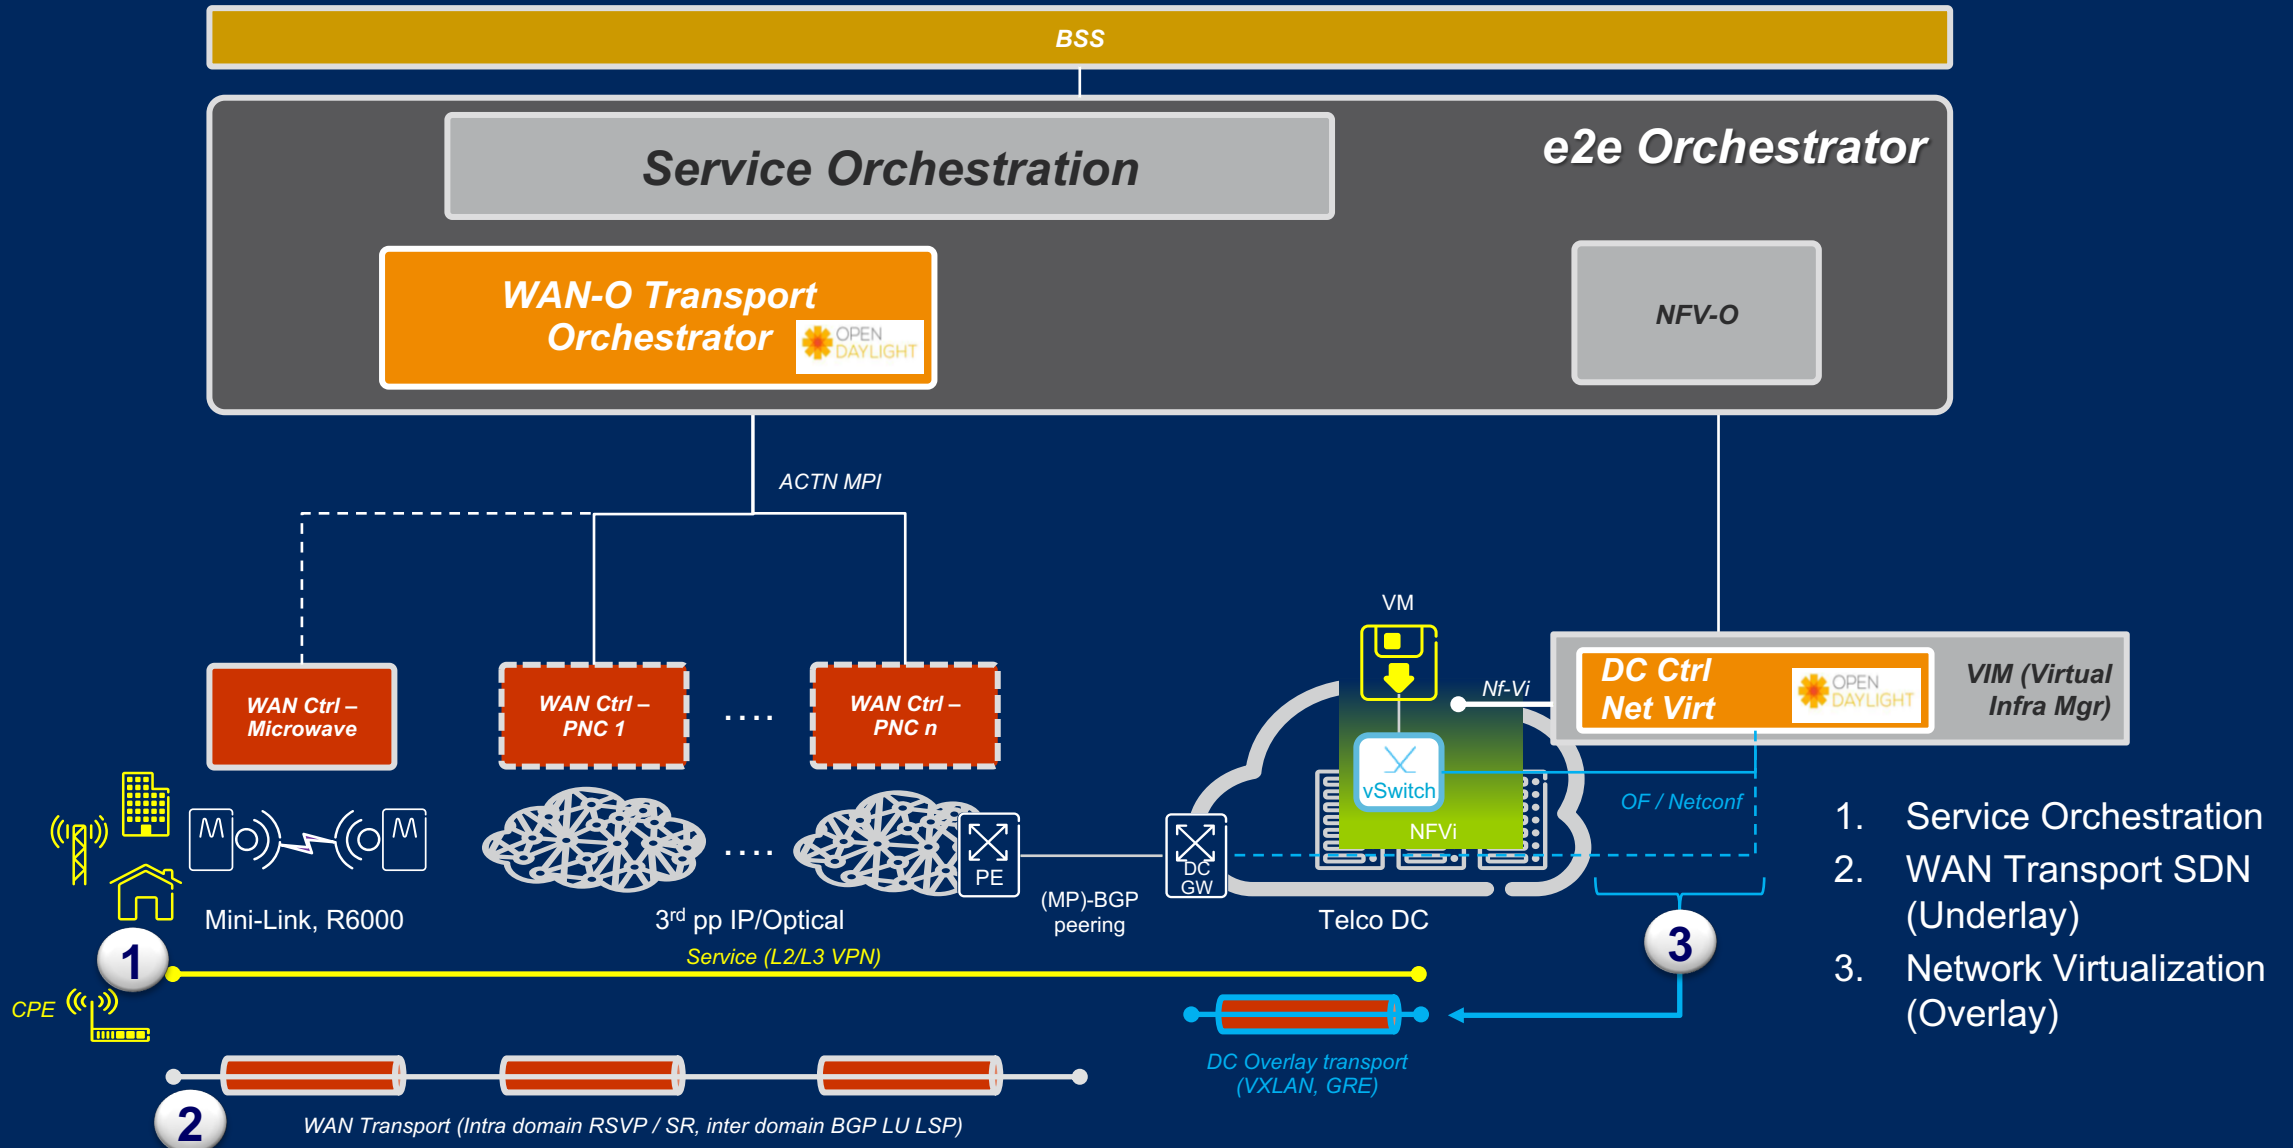 BSS
Service Orchestration
e2e Orchestrator
WAN-O Transport
Orchestrator
OPEN
DAYLIGHT
NFV-O
ACTN MPI
VM
WAN Ctrl –
Microwave
WAN Ctrl –
PNC 1
....
WAN Ctrl –
PNC n
Nf-Vi
DC Ctrl
Net Virt
OPEN
DAYLIGHT
VIM (Virtual
Infra Mgr)
vSwitch
NFVi
OF / Netconf
M
M
....
PE
DC
GW
(MP)-BGP
peering
Mini-Link, R6000
3rd pp IP/Optical
Telco DC
1. Service Orchestration
2. WAN Transport SDN
(Underlay)
3. Network Virtualization
(Overlay)
1
Service (L2/L3 VPN)
3
CPE
DC Overlay transport
(VXLAN, GRE)
2
WAN Transport (Intra domain RSVP / SR, inter domain BGP LU LSP)